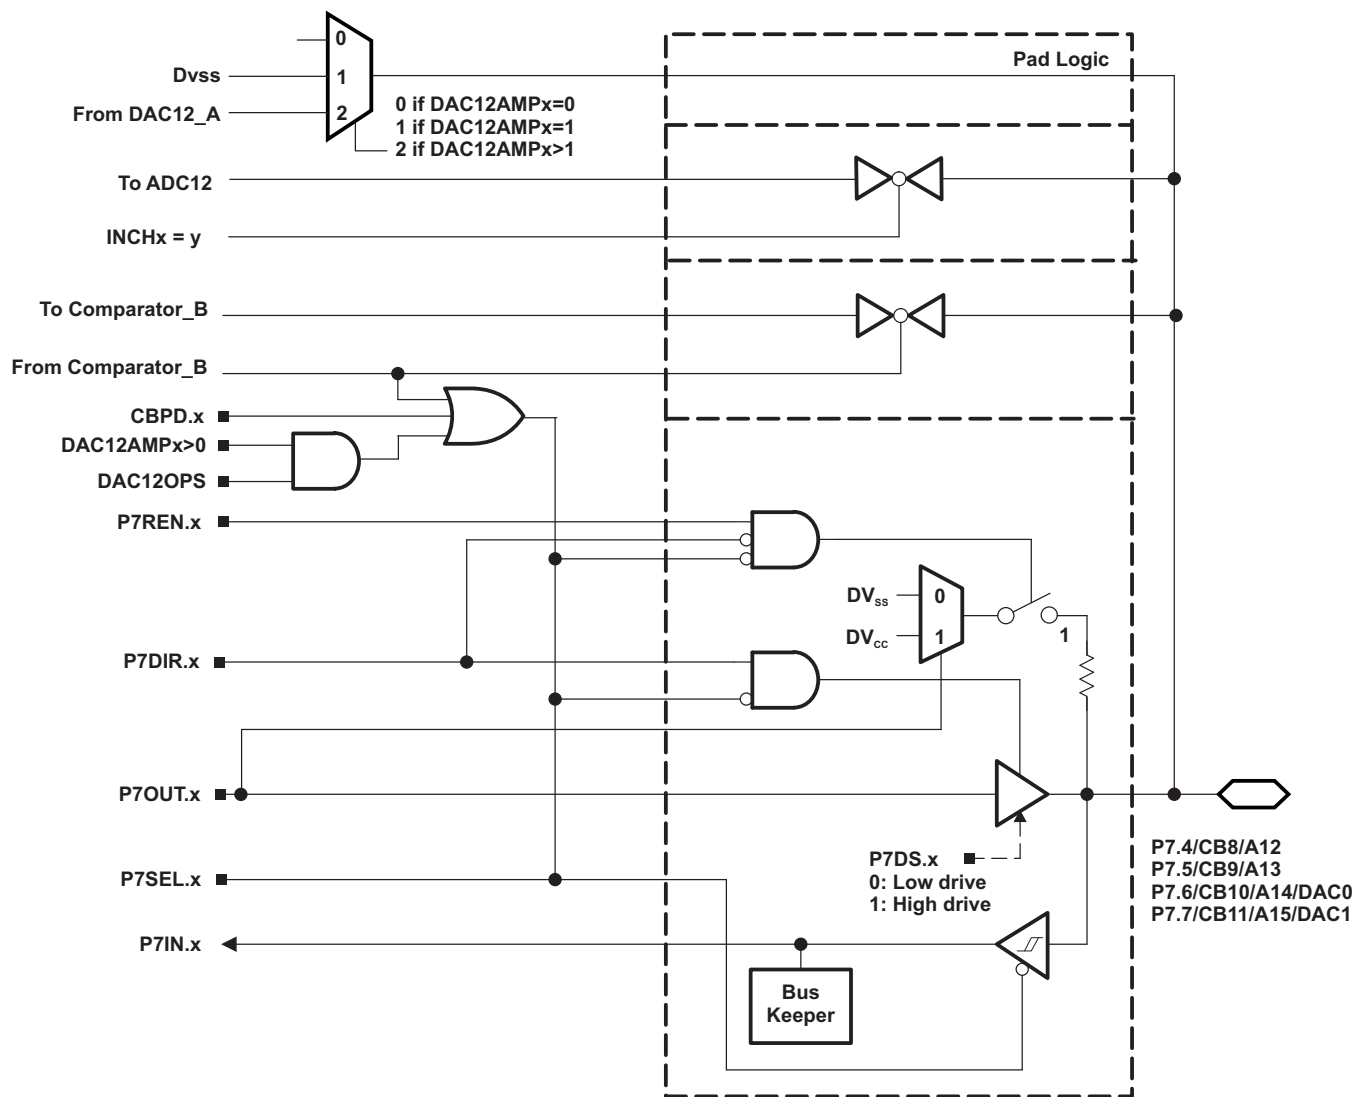 0
Pad Logic
Dvss
1
From DAC12_A
2
0 if DAC12AMPx=0
1 if DAC12AMPx=1
2 if DAC12AMPx>1
To ADC12
INCHx = y
To Comparator_B
From Comparator_B
CBPD.x
DAC12AMPx>0
DAC12OPS
P7REN.x
DVss
0
DVcc
1
1
P7DIR.x
P7OUT.x
P7DS.x
0: Low drive
1: High drive
P7.4/CB8/A12
P7.5/CB9/A13
P7.6/CB10/A14/DAC0
P7.7/CB11/A15/DAC1
P7SEL.x
P7IN.x
Bus
Keeper